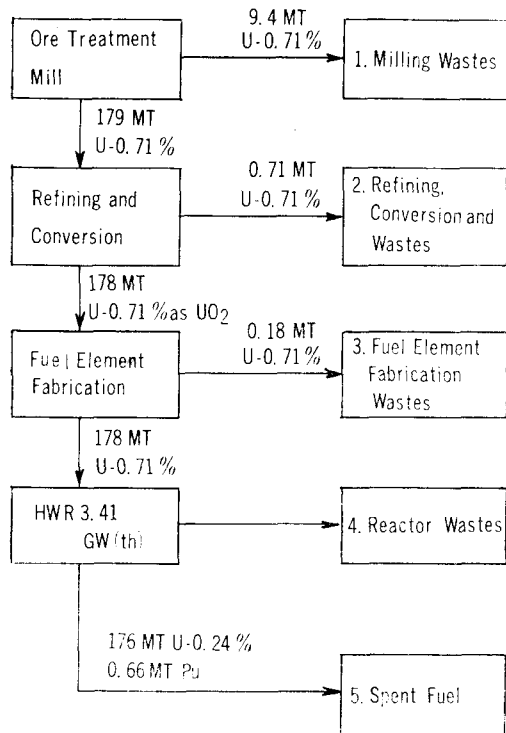 Ore Treatment
Mill
9.4 MT
U-0.71%
1. Milling Wastes
179 MT
U-0.71%
Refining and
Conversion
0.71 MT
U-0.71%
2. Refining,
Conversion and
Wastes
178 MT
U-0.71% as UO2
Fuel Element
Fabrication
0.18 MT
U-0.71%
3. Fuel Element
Fabrication
Wastes
178 MT
U-0.71%
HWR 3.41
GW(th)
4. Reactor Wastes
176 MT U-0.24%
0.66 MT Pu
5. Spent Fuel